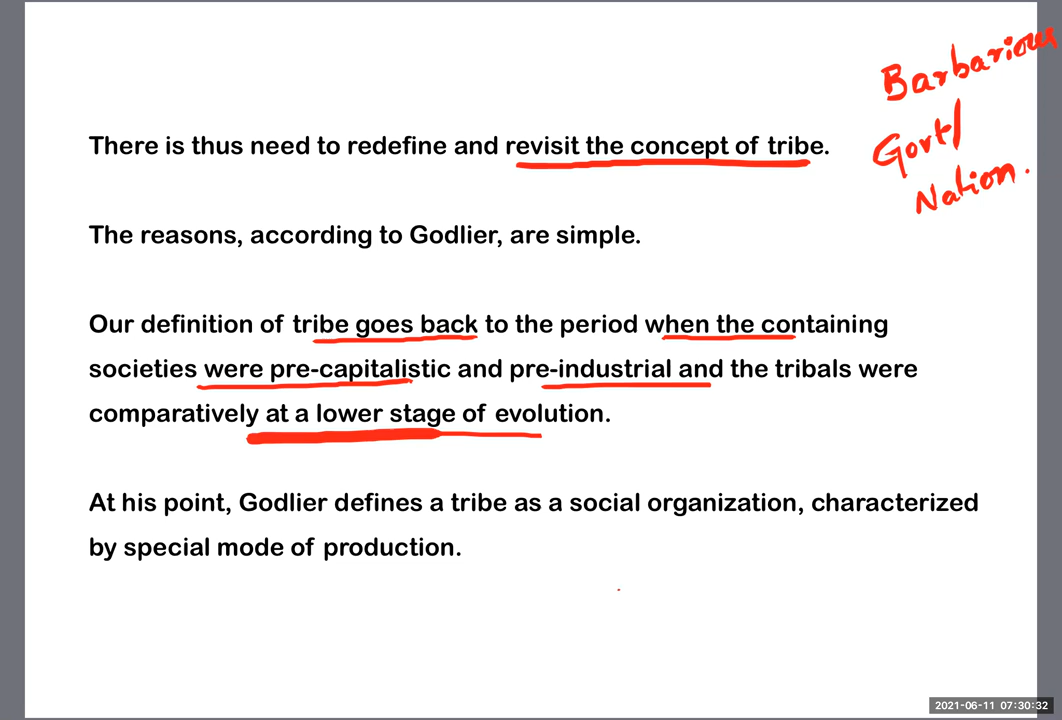 Barbarious
Govt/
Nation.
There is thus need to redefine and revisit the concept of tribe.
The reasons, according to Godlier, are simple.
Our definition of tribe goes back to the period when the containing
societies were pre-capitalistic and pre-industrial and the tribals were
comparatively at a lower stage of evolution.
At his point, Godlier defines a tribe as a social organization, characterized
by special mode of production.
2021-06-11 07:30:32